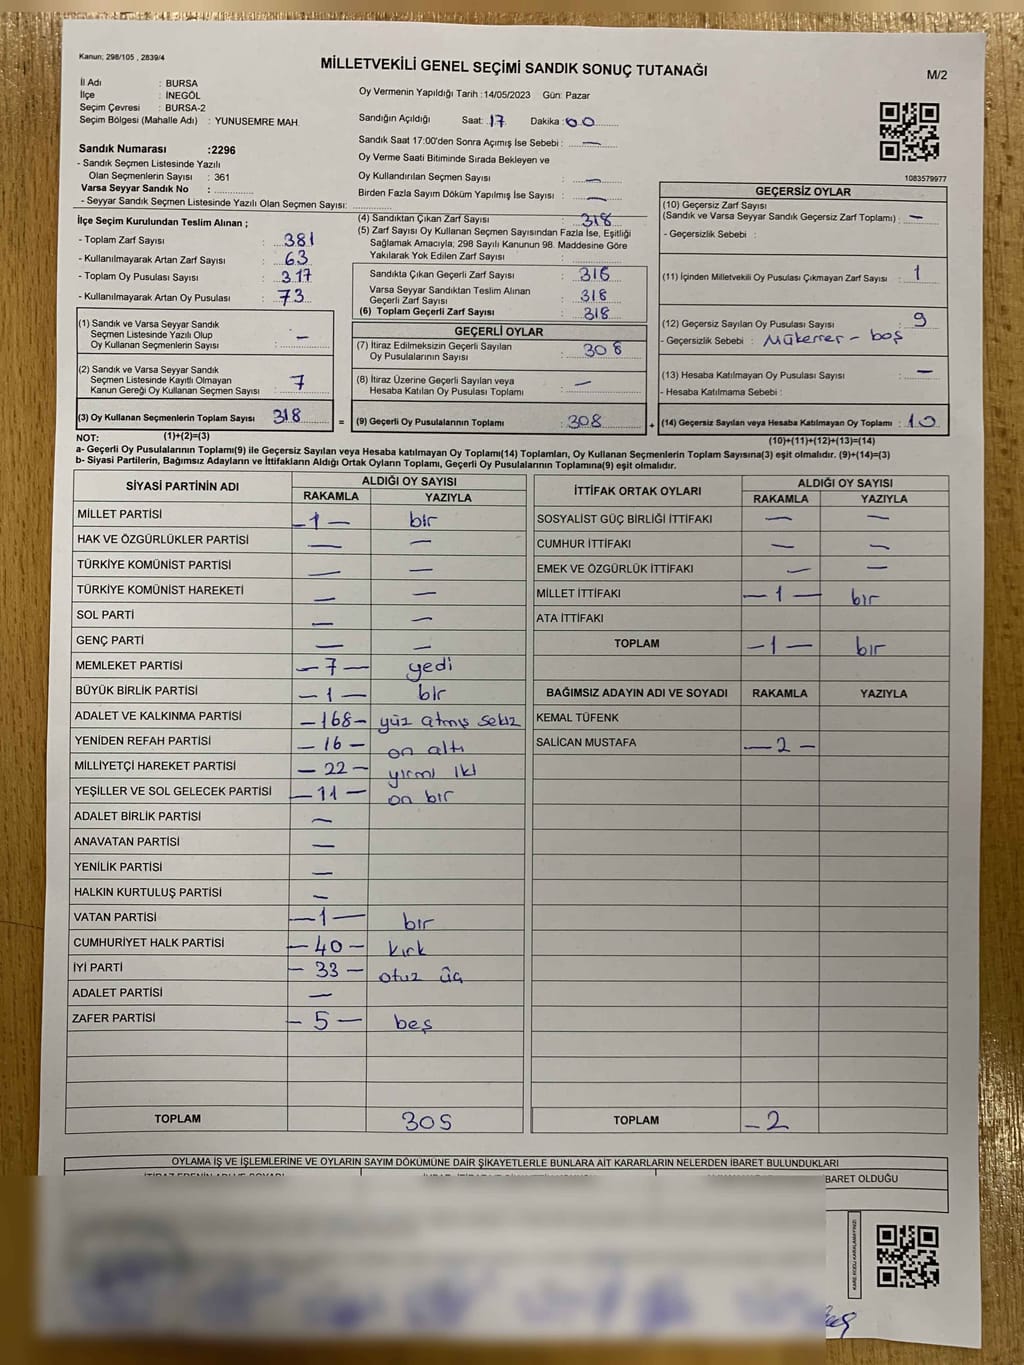 Kanun; 298/105 , 2839/4
MİLLETVEKİLİ GENEL SEÇİMİ SANDIK SONUÇ TUTANAĞI
M/2
İl Adı : BURSA
İlçe : İNEGÖL
Seçim Çevresi : BURSA-2
Seçim Bölgesi (Mahalle Adı) : YUNUSEMRE MAH.
Oy Vermenin Yapıldığı Tarih :14/05/2023 Gün: Pazar
Sandığın Açıldığı Saat: 17 Dakika : 00
Sandık Saat 17:00'den Sonra Açımış İse Sebebi : —
Oy Verme Saati Bitiminde Sırada Bekleyen ve
Oy Kullandırılan Seçmen Sayısı : —
Birden Fazla Sayım Döküm Yapılmış İse Sayısı : —
1083579977
Sandık Numarası :2296
- Sandık Seçmen Listesinde Yazılı
Olan Seçmenlerin Sayısı : 361
Varsa Seyyar Sandık No :
- Seyyar Sandık Seçmen Listesinde Yazılı Olan Seçmen Sayısı:
İlçe Seçim Kurulundan Teslim Alınan ;
- Toplam Zarf Sayısı : 381
- Kullanılmayarak Artan Zarf Sayısı : 63
- Toplam Oy Pusulası Sayısı : 317
- Kullanılmayarak Artan Oy Pusulası : 73
(1) Sandık ve Varsa Seyyar Sandık
Seçmen Listesinde Yazılı Olup
Oy Kullanan Seçmenlerin Sayısı : —
(2) Sandık ve Varsa Seyyar Sandık
Seçmen Listesinde Kayıtlı Olmayan
Kanun Gereği Oy Kullanan Seçmen Sayısı : 7
(3) Oy Kullanan Seçmenlerin Toplam Sayısı 318 =
(1)+(2)=(3)
(4) Sandıktan Çıkan Zarf Sayısı : 318
(5) Zarf Sayısı Oy Kullanan Seçmen Sayısından Fazla İse, Eşitliği
Sağlamak Amacıyla; 298 Sayılı Kanunun 98. Maddesine Göre
Yakılarak Yok Edilen Zarf Sayısı :
Sandıkta Çıkan Geçerli Zarf Sayısı : 316
Varsa Seyyar Sandıktan Teslim Alınan
Geçerli Zarf Sayısı : 318
(6) Toplam Geçerli Zarf Sayısı : 318
GEÇERLİ OYLAR
(7) İtiraz Edilmeksizin Geçerli Sayılan
Oy Pusulalarının Sayısı : 308
(8) İtiraz Üzerine Geçerli Sayılan veya
Hesaba Katılan Oy Pusulası Toplamı : —
(9) Geçerli Oy Pusulalarının Toplamı : 308 +
GEÇERSİZ OYLAR
(10) Geçersiz Zarf Sayısı
(Sandık ve Varsa Seyyar Sandık Geçersiz Zarf Toplamı) : —
- Geçersizlik Sebebi :
(11) İçinden Milletvekili Oy Pusulası Çıkmayan Zarf Sayısı : 1
(12) Geçersiz Sayılan Oy Pusulası Sayısı : 9
- Geçersizlik Sebebi : Mükerrer - boş
(13) Hesaba Katılmayan Oy Pusulası Sayısı : —
- Hesaba Katılmama Sebebi :
(14) Geçersiz Sayılan veya Hesaba Katılmayan Oy Toplamı : 10
(10)+(11)+(12)+(13)=(14)
NOT:
a- Geçerli Oy Pusulalarının Toplamı(9) ile Geçersiz Sayılan veya Hesaba katılmayan Oy Toplamı(14) Toplamları, Oy Kullanan Seçmenlerin Toplam Sayısına(3) eşit olmalıdır. (9)+(14)=(3)
b- Siyasi Partilerin, Bağımsız Adayların ve İttifakların Aldığı Ortak Oyların Toplamı, Geçerli Oy Pusulalarının Toplamına(9) eşit olmalıdır.
SİYASİ PARTİNİN ADI ALDIĞI OY SAYISI
RAKAMLA YAZIYLA
MİLLET PARTİSİ —1— bir
HAK VE ÖZGÜRLÜKLER PARTİSİ — —
TÜRKİYE KOMÜNİST PARTİSİ — —
TÜRKİYE KOMÜNİST HAREKETİ — —
SOL PARTİ — —
GENÇ PARTİ — —
MEMLEKET PARTİSİ —7— yedi
BÜYÜK BİRLİK PARTİSİ —1— bir
ADALET VE KALKINMA PARTİSİ —168— yüz atmış sekiz
YENİDEN REFAH PARTİSİ —16— on altı
MİLLİYETÇİ HAREKET PARTİSİ —22— yirmi iki
YEŞİLLER VE SOL GELECEK PARTİSİ —11— on bir
ADALET BİRLİK PARTİSİ —
ANAVATAN PARTİSİ —
YENİLİK PARTİSİ —
HALKIN KURTULUŞ PARTİSİ —
VATAN PARTİSİ —1— bir
CUMHURİYET HALK PARTİSİ —40— kırk
İYİ PARTİ —33— otuz üç
ADALET PARTİSİ —
ZAFER PARTİSİ —5— beş
TOPLAM 305
İTTİFAK ORTAK OYLARI ALDIĞI OY SAYISI
RAKAMLA YAZIYLA
SOSYALİST GÜÇ BİRLİĞİ İTTİFAKI — —
CUMHUR İTTİFAKI — —
EMEK VE ÖZGÜRLÜK İTTİFAKI — —
MİLLET İTTİFAKI —1— bir
ATA İTTİFAKI
TOPLAM —1— bir
BAĞIMSIZ ADAYIN ADI VE SOYADI RAKAMLA YAZIYLA
KEMAL TÜFENK
SALİCAN MUSTAFA —2—
TOPLAM —2
OYLAMA İŞ VE İŞLEMLERİNE VE OYLARIN SAYIM DÖKÜMÜNE DAİR ŞİKAYETLERLE BUNLARA AİT KARARLARIN NELERDEN İBARET BULUNDUKLARI
BARET OLDUĞU